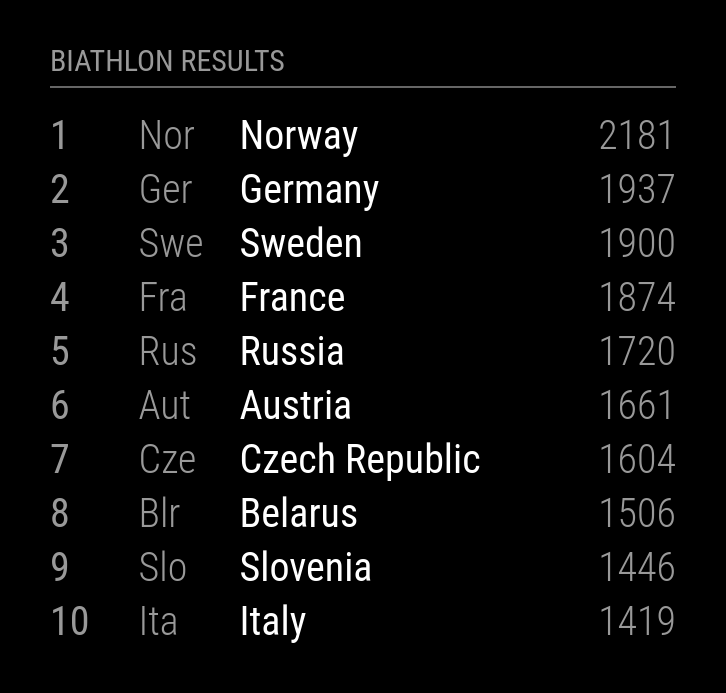 BIATHLON RESULTS
1 Nor Norway 2181
2 Ger Germany 1937
3 Swe Sweden 1900
4 Fra France 1874
5 Rus Russia 1720
6 Aut Austria 1661
7 Cze Czech Republic 1604
8 Blr Belarus 1506
9 Slo Slovenia 1446
10 Ita Italy 1419